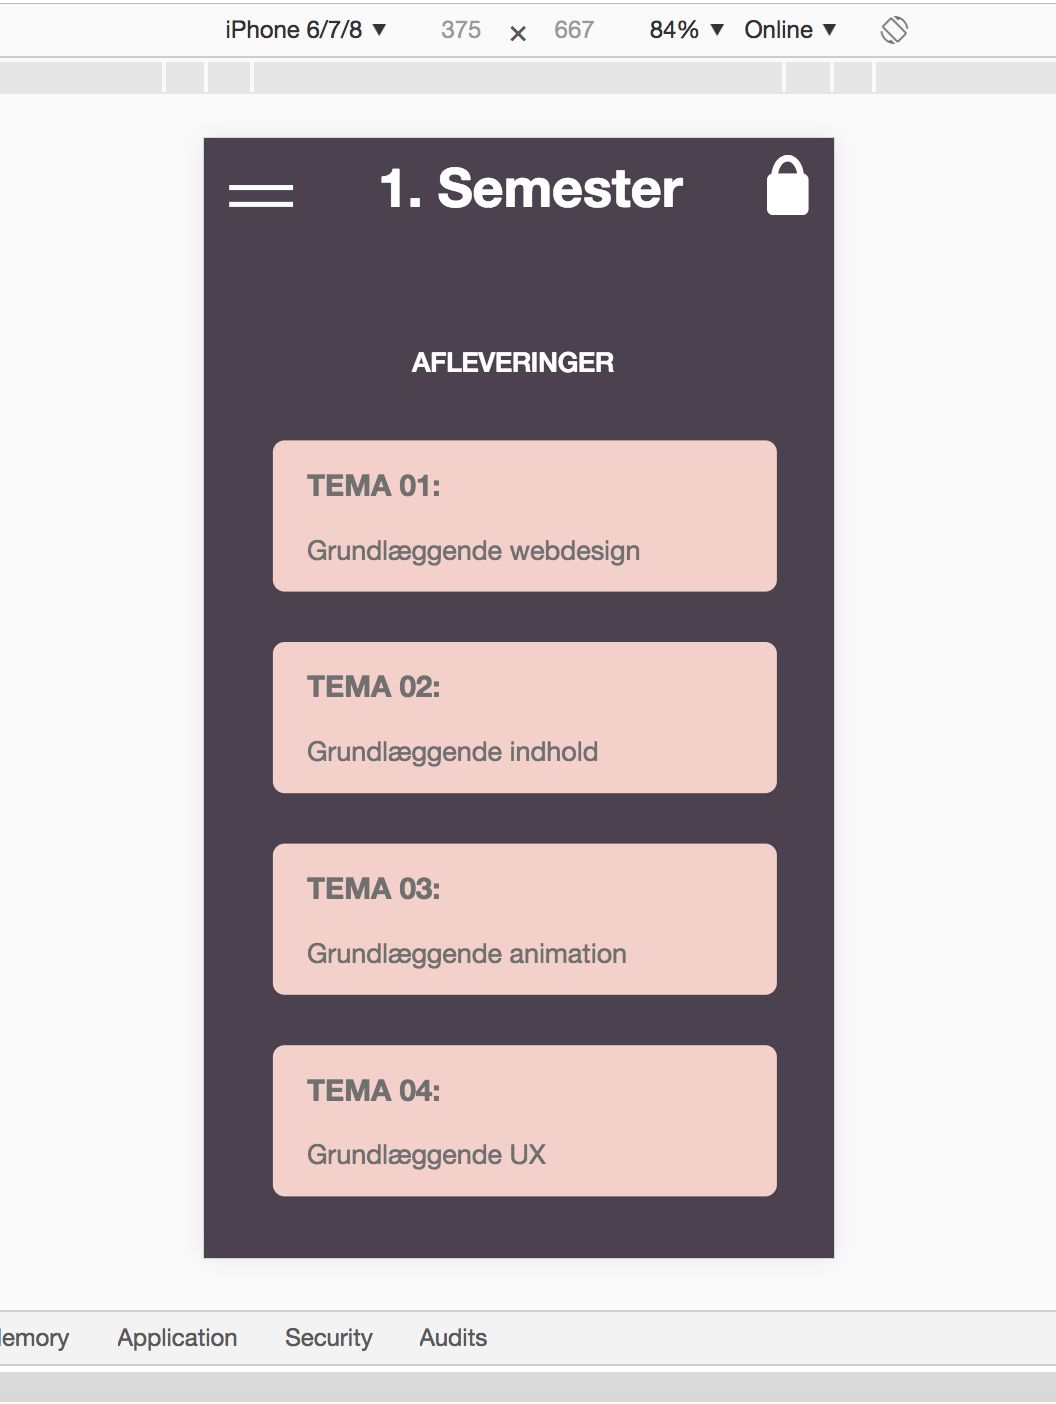 iPhone 6/7/8 ▼ 375 × 667 84% ▼ Online ▼
1. Semester
AFLEVERINGER
TEMA 01:
Grundlæggende webdesign
TEMA 02:
Grundlæggende indhold
TEMA 03:
Grundlæggende animation
TEMA 04:
Grundlæggende UX
emory Application Security Audits